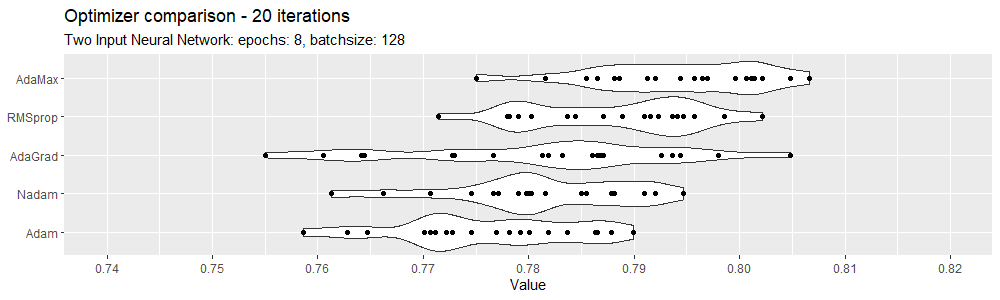 Optimizer comparison - 20 iterations
Two Input Neural Network: epochs: 8, batchsize: 128
AdaMax
RMSprop
AdaGrad
Nadam
Adam
0.74 0.75 0.76 0.77 0.78 0.79 0.80 0.81 0.82
Value